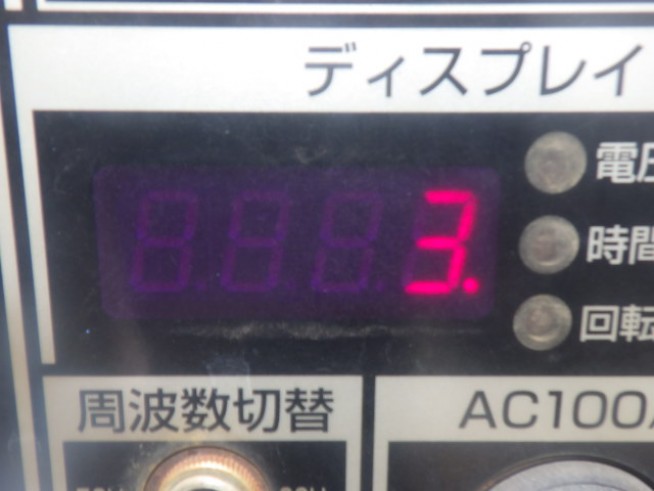 ディスプレイ
3.
電圧
時間
回転
周波数切替
AC100